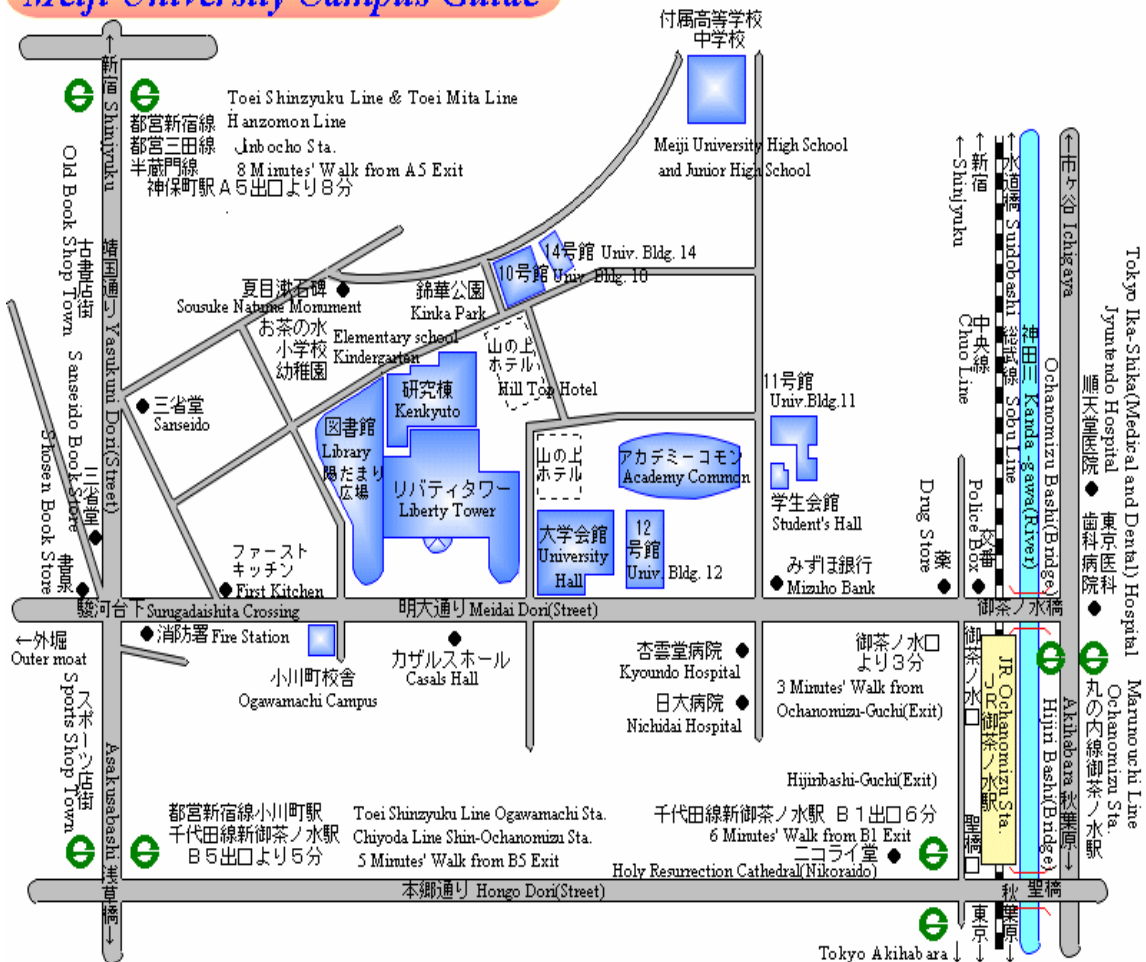 Meiji University Campus Guide
付属高等学校
中学校
Meiji University High School
and Junior High School
←新宿 Shinjyuku
Toei Shinzyuku Line & Toei Mita Line
都営新宿線 Hanzomon Line
都営三田線 Jinbocho Sta.
半蔵門線 8 Minutes' Walk from A5 Exit
神保町駅A5出口より8分
Old Book Shop Town
古書店街
靖国通り Yasukuni Dori(Street)
Sanseido Book Store
三省堂
Shosen Book Store
書泉
14号館 Univ. Bldg. 14
10号館 Univ. Bldg. 10
夏目漱石碑
Sousuke Natume Monument
錦華公園
Kinka Park
お茶の水
小学校
幼稚園
Elementary school
Kindergarten
山の上
ホテル
Hill Top Hotel
三省堂
Sanseido
研究棟
Kenkyuto
図書館
Library
陽だまり
広場
リバティタワー
Liberty Tower
山の上
ホテル
アカデミーコモン
Academy Common
11号館
Univ.Bldg.11
学生会館
Student's Hall
大学会館
University
Hall
12
号館
Univ. Bldg. 12
ファースト
キッチン
First Kitchen
みずほ銀行
Mizuho Bank
Drug Store
薬
Police Box
交番
←Shinjyuku
←新宿
中央線
Chuo Line
←水道橋 Suidobashi 総武線 Sobu Line
神田川 Kanda -gawa(River)
Ochanomizu Bashi(Bridge)
←市ヶ谷 Ichigaya
Tokyo Ika-Shika(Medical and Dental) Hospital
Jyuntendo Hospital
順天堂医院
東京医科
歯科病院
駿河台下 Surugadaishita Crossing
明大通り Meidai Dori(Street)
御茶ノ水橋
←外堀
Outer moat
消防署 Fire Station
小川町校舎
Ogawamachi Campus
カザルスホール
Casals Hall
杏雲堂病院
Kyoundo Hospital
日大病院
Nichidai Hospital
御茶ノ水口
より3分
3 Minutes' Walk from
Ochanomizu-Guchi(Exit)
Hijiribashi-Guchi(Exit)
御茶ノ水口
聖橋口
JR Ochanomizu Sta.
JR御茶ノ水駅
Hijiri Bashi(Bridge)
Akihabara 秋葉原→
Marunouchi Line
Ochanomizu Sta.
丸の内線御茶ノ水駅
Sports Shop Town
スポーツ店街
Asakusabashi 浅草橋→
都営新宿線小川町駅
千代田線新御茶ノ水駅
B5出口より5分
Toei Shinzyuku Line Ogawamachi Sta.
Chiyoda Line Shin-Ochanomizu Sta.
5 Minutes' Walk from B5 Exit
千代田線新御茶ノ水駅 B1出口6分
6 Minutes' Walk from B1 Exit
ニコライ堂
Holy Resurrection Cathedral(Nikoraido)
本郷通り Hongo Dori(Street)
聖橋
秋葉原→
東京→
Tokyo Akihabara